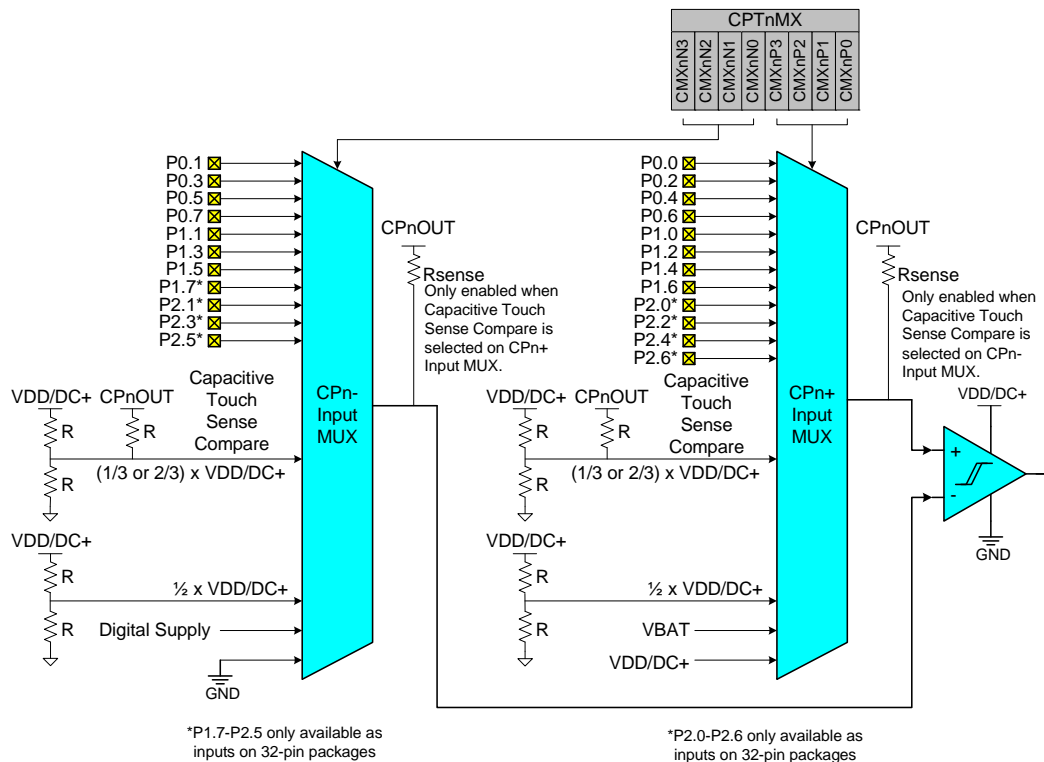 CPTnMX
CMXnN3
CMXnN2
CMXnN1
CMXnN0
CMXnP3
CMXnP2
CMXnP1
CMXnP0
P0.1
P0.3
P0.5
P0.7
P1.1
P1.3
P1.5
P1.7*
P2.1*
P2.3*
P2.5*
CPnOUT
Rsense
Only enabled when
Capacitive Touch
Sense Compare is
selected on CPn+
Input MUX.
VDD/DC+
CPnOUT
R
R
R
Capacitive
Touch
Sense
Compare
(1/3 or 2/3) x VDD/DC+
VDD/DC+
R
R
½ x VDD/DC+
Digital Supply
GND
CPn-
Input
MUX
*P1.7-P2.5 only available as
inputs on 32-pin packages
P0.0
P0.2
P0.4
P0.6
P1.0
P1.2
P1.4
P1.6
P2.0*
P2.2*
P2.4*
P2.6*
CPnOUT
Rsense
Only enabled when
Capacitive Touch
Sense Compare is
selected on CPn-
Input MUX.
VDD/DC+
CPnOUT
R
R
R
Capacitive
Touch
Sense
Compare
(1/3 or 2/3) x VDD/DC+
VDD/DC+
R
R
½ x VDD/DC+
VBAT
VDD/DC+
CPn+
Input
MUX
VDD/DC+
+
-
GND
*P2.0-P2.6 only available as
inputs on 32-pin packages